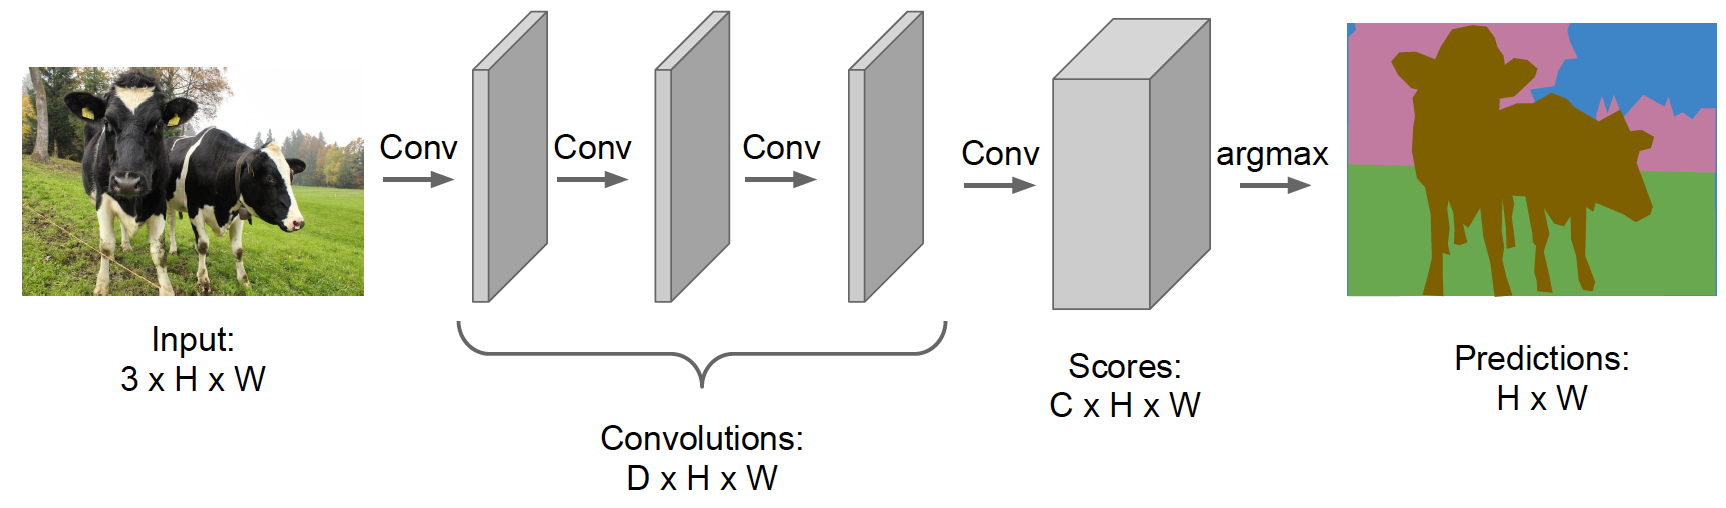 Conv
Conv
Conv
Conv
argmax
Input:
3 x H x W
Convolutions:
D x H x W
Scores:
C x H x W
Predictions:
H x W